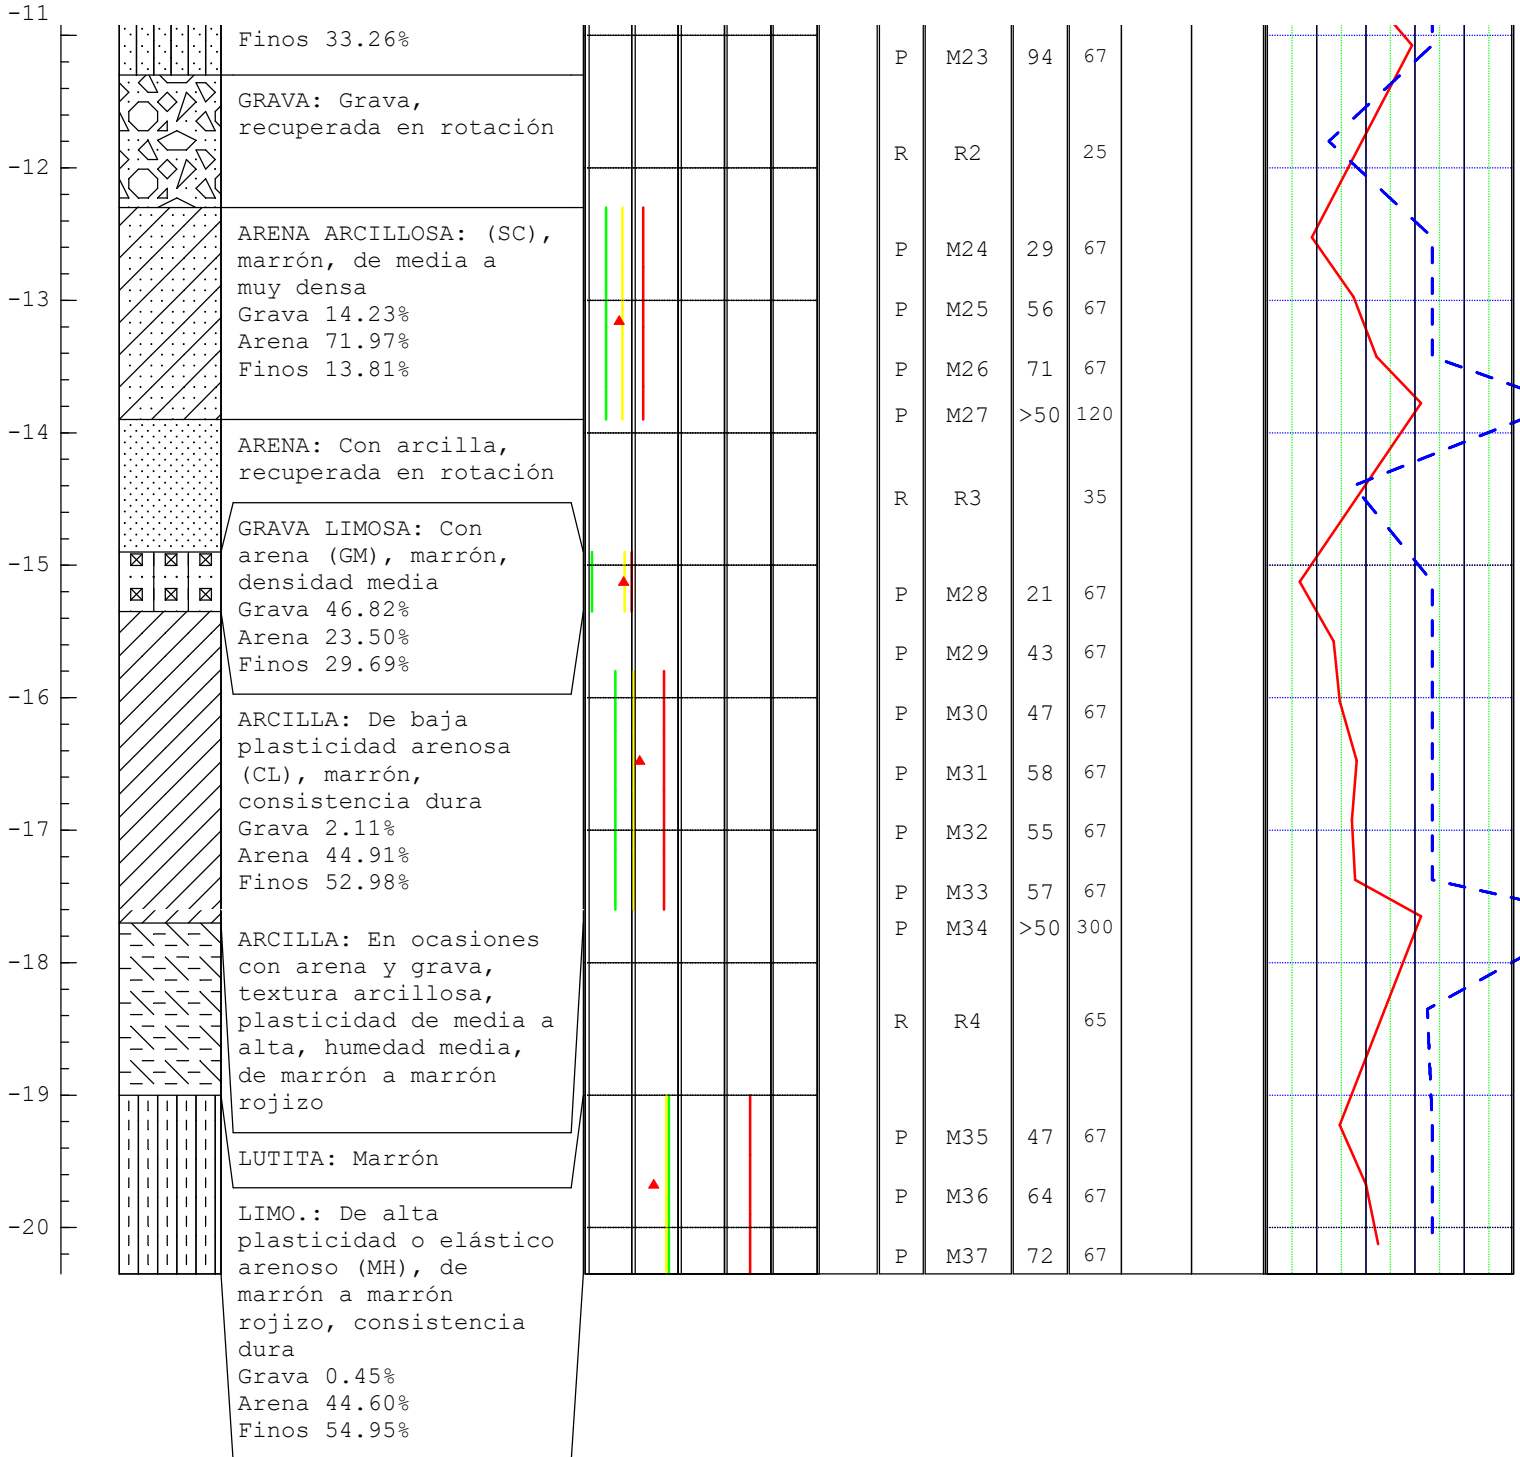 -11
Finos 33.26%
P M23 94 67
GRAVA: Grava,
recuperada en rotación
R R2 25
-12
ARENA ARCILLOSA: (SC),
marrón, de media a
muy densa
Grava 14.23%
Arena 71.97%
Finos 13.81%
P M24 29 67
-13
P M25 56 67
P M26 71 67
P M27 >50 120
-14
ARENA: Con arcilla,
recuperada en rotación
R R3 35
GRAVA LIMOSA: Con
arena (GM), marrón,
densidad media
Grava 46.82%
Arena 23.50%
Finos 29.69%
-15
P M28 21 67
P M29 43 67
-16
ARCILLA: De baja
plasticidad arenosa
(CL), marrón,
consistencia dura
Grava 2.11%
Arena 44.91%
Finos 52.98%
P M30 47 67
P M31 58 67
-17
P M32 55 67
P M33 57 67
P M34 >50 300
ARCILLA: En ocasiones
con arena y grava,
textura arcillosa,
plasticidad de media a
alta, humedad media,
de marrón a marrón
rojizo
-18
R R4 65
-19
LUTITA: Marrón
P M35 47 67
P M36 64 67
LIMO.: De alta
plasticidad o elástico
arenoso (MH), de
marrón a marrón
rojizo, consistencia
dura
Grava 0.45%
Arena 44.60%
Finos 54.95%
-20
P M37 72 67